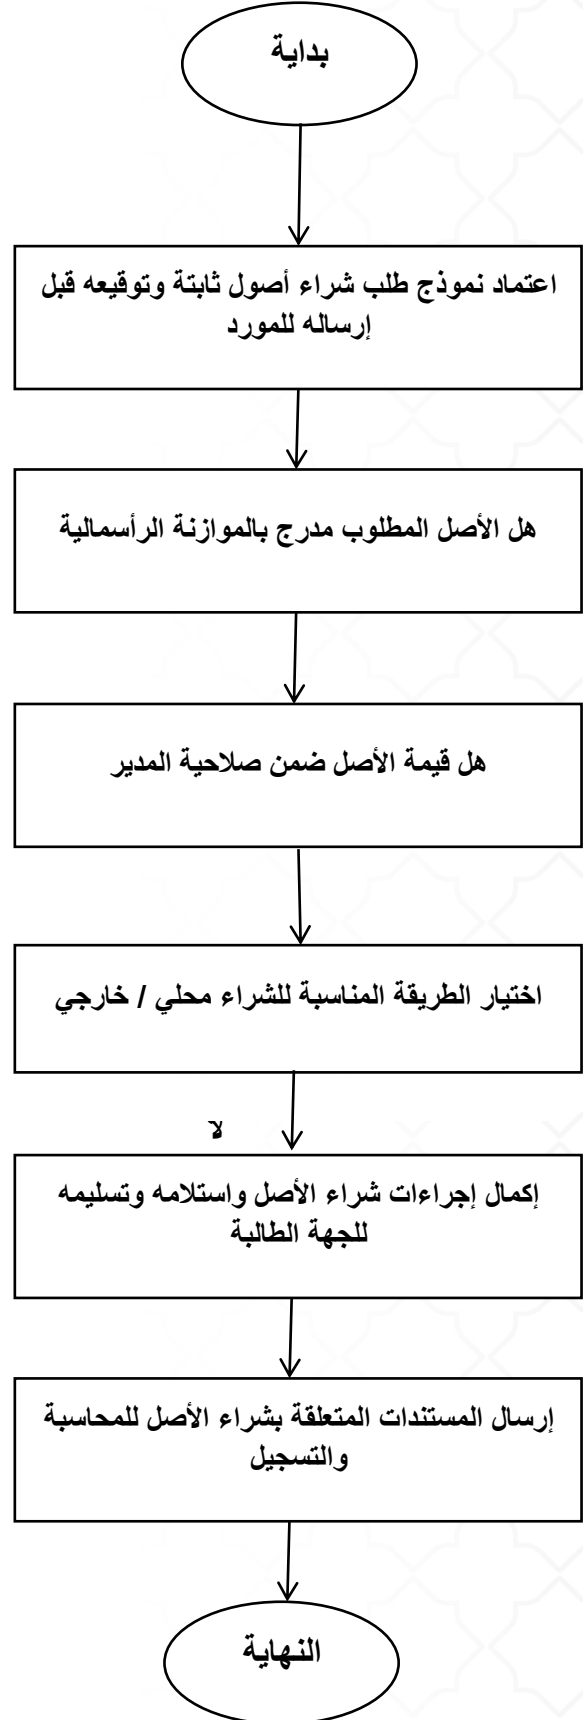 بداية
اعتماد نموذج طلب شراء أصول ثابتة وتوقيعه قبل
إرساله للمورد
هل الأصل المطلوب مدرج بالموازنة الرأسمالية
هل قيمة الأصل ضمن صلاحية المدير
اختيار الطريقة المناسبة للشراء محلي / خارجي
لا
إكمال إجراءات شراء الأصل واستلامه وتسليمه
للجهة الطالبة
إرسال المستندات المتعلقة بشراء الأصل للمحاسبة
والتسجيل
النهاية